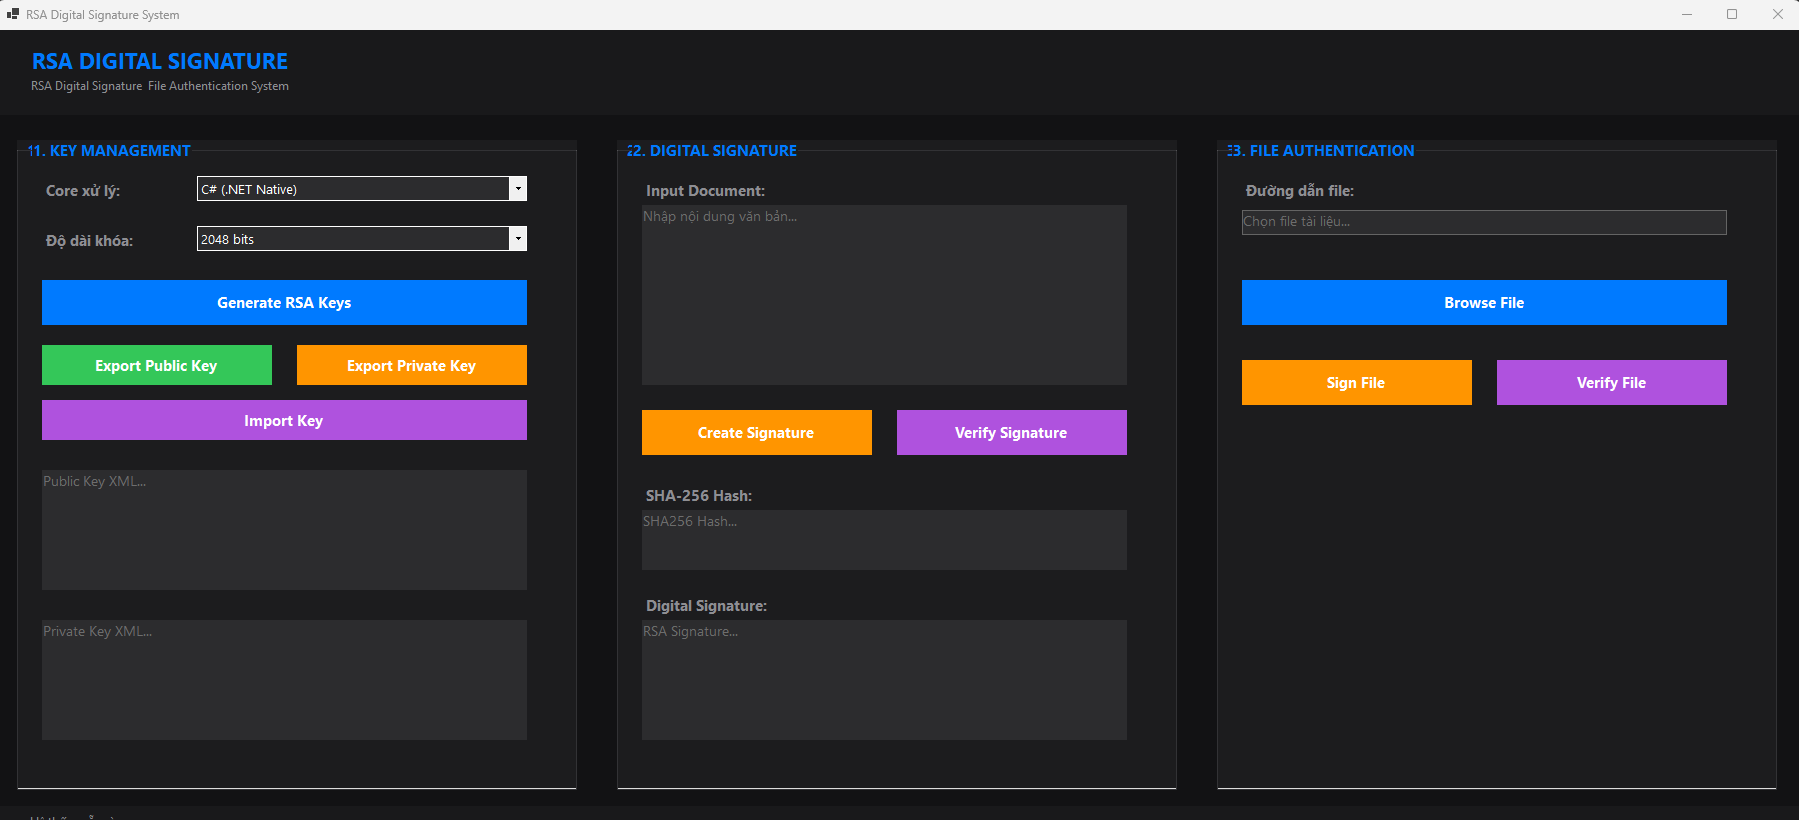 RSA Digital Signature System
RSA DIGITAL SIGNATURE
RSA Digital Signature File Authentication System
1. KEY MANAGEMENT
Core xử lý:
C# (.NET Native)
Độ dài khóa:
2048 bits
Generate RSA Keys
Export Public Key
Export Private Key
Import Key
Public Key XML...
Private Key XML...
2. DIGITAL SIGNATURE
Input Document:
Nhập nội dung văn bản...
Create Signature
Verify Signature
SHA-256 Hash:
SHA256 Hash...
Digital Signature:
RSA Signature...
3. FILE AUTHENTICATION
Đường dẫn file:
Chọn file tài liệu...
Browse File
Sign File
Verify File